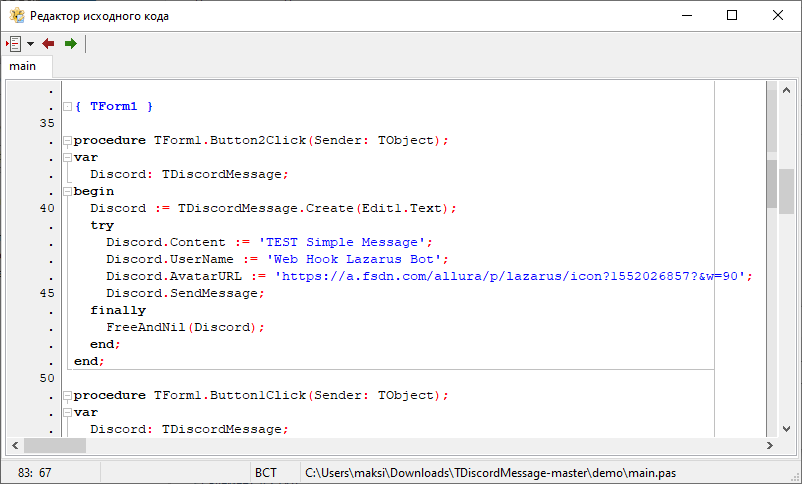 Редактор исходного кода
main
.
. { TForm1 }
35
. procedure TForm1.Button2Click(Sender: TObject);
. var
. Discord: TDiscordMessage;
. begin
40 Discord := TDiscordMessage.Create(Edit1.Text);
. try
. Discord.Content := 'TEST Simple Message';
. Discord.UserName := 'Web Hook Lazarus Bot';
. Discord.AvatarURL := 'https://a.fsdn.com/allura/p/lazarus/icon?1552026857?&w=90';
45 Discord.SendMessage;
. finally
. FreeAndNil(Discord);
. end;
. end;
50
. procedure TForm1.Button1Click(Sender: TObject);
. var
. Discord: TDiscordMessage;
83: 67 ВСТ C:\Users\maksi\Downloads\TDiscordMessage-master\demo\main.pas